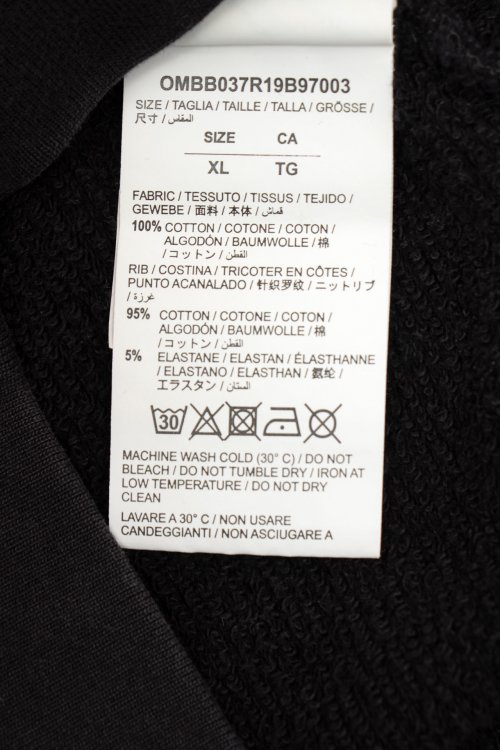 OMBB037R19B97003
SIZE / TAGLIA / TAILLE / TALLA / GRÖSSE /
尺寸 / المقاس /
SIZE CA
XL TG
FABRIC / TESSUTO / TISSUS / TEJIDO /
GEWEBE / 面料 / 本体 / قماش /
100% COTTON / COTONE / COTON /
ALGODÓN / BAUMWOLLE / 棉
/ コットン / القطن /
RIB / COSTINA / TRICOTER EN CÔTES /
PUNTO ACANALADO / 针织罗纹 / ニットリブ
/ غرزة /
95% COTTON / COTONE / COTON /
ALGODÓN / BAUMWOLLE / 棉
/ コットン / القطن /
5% ELASTANE / ELASTAN / ÉLASTHANNE
/ ELASTANO / ELASTHAN / 氨纶 /
エラスタン / الستان /
30
MACHINE WASH COLD (30° C) / DO NOT
BLEACH / DO NOT TUMBLE DRY / IRON AT
LOW TEMPERATURE / DO NOT DRY
CLEAN
LAVARE A 30° C / NON USARE
CANDEGGIANTI / NON ASCIUGARE A